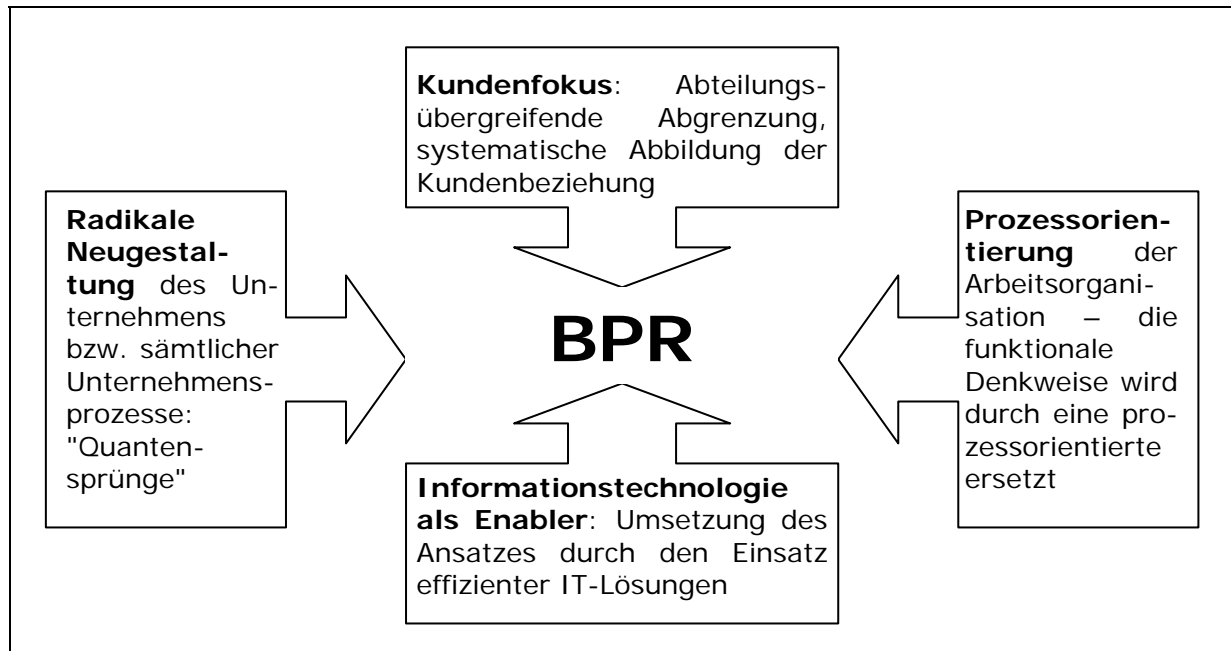 Kundenfokus: Abteilungs-
übergreifende Abgrenzung,
systematische Abbildung der
Kundenbeziehung
Radikale
Neugestal-
tung des Un-
ternehmens
bzw. sämtlicher
Unternehmens-
prozesse:
"Quanten-
sprünge"
BPR
Prozessorien-
tierung der
Arbeitsorgani-
sation – die
funktionale
Denkweise wird
durch eine pro-
zessorientierte
ersetzt
Informationstechnologie
als Enabler: Umsetzung des
Ansatzes durch den Einsatz
effizienter IT-Lösungen